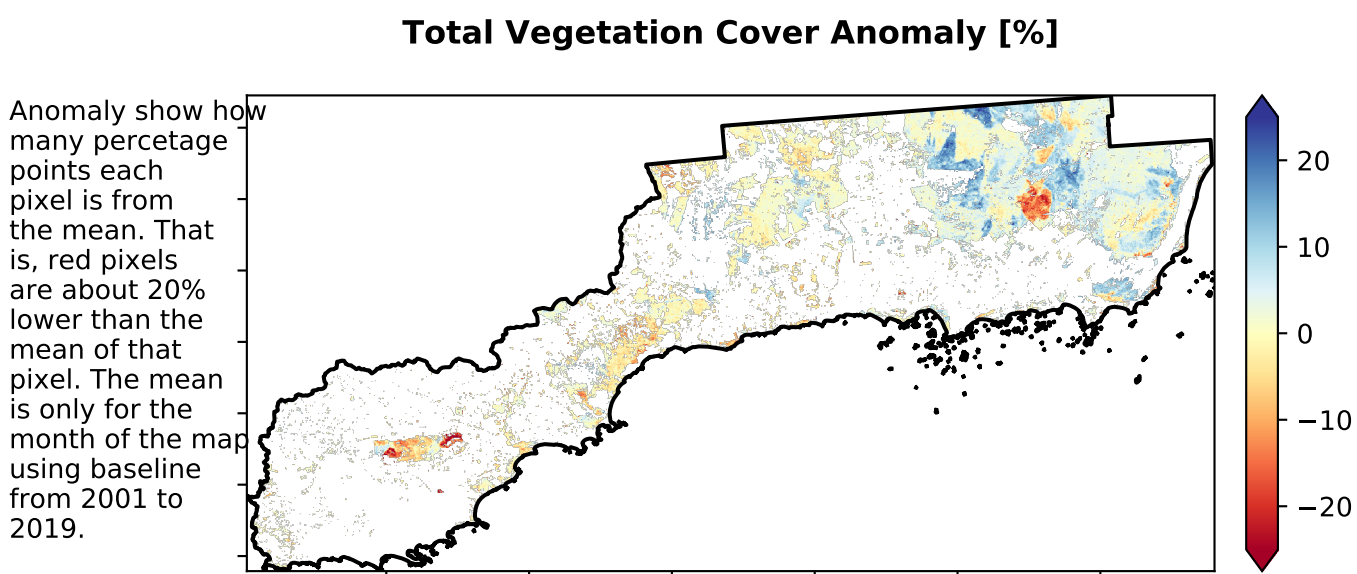 Total Vegetation Cover Anomaly [%]
Anomaly show how
many percetage
points each
pixel is from
the mean. That
is, red pixels
are about 20%
lower than the
mean of that
pixel. The mean
is only for the
month of the map
using baseline
from 2001 to
2019.
20
10
0
−10
−20